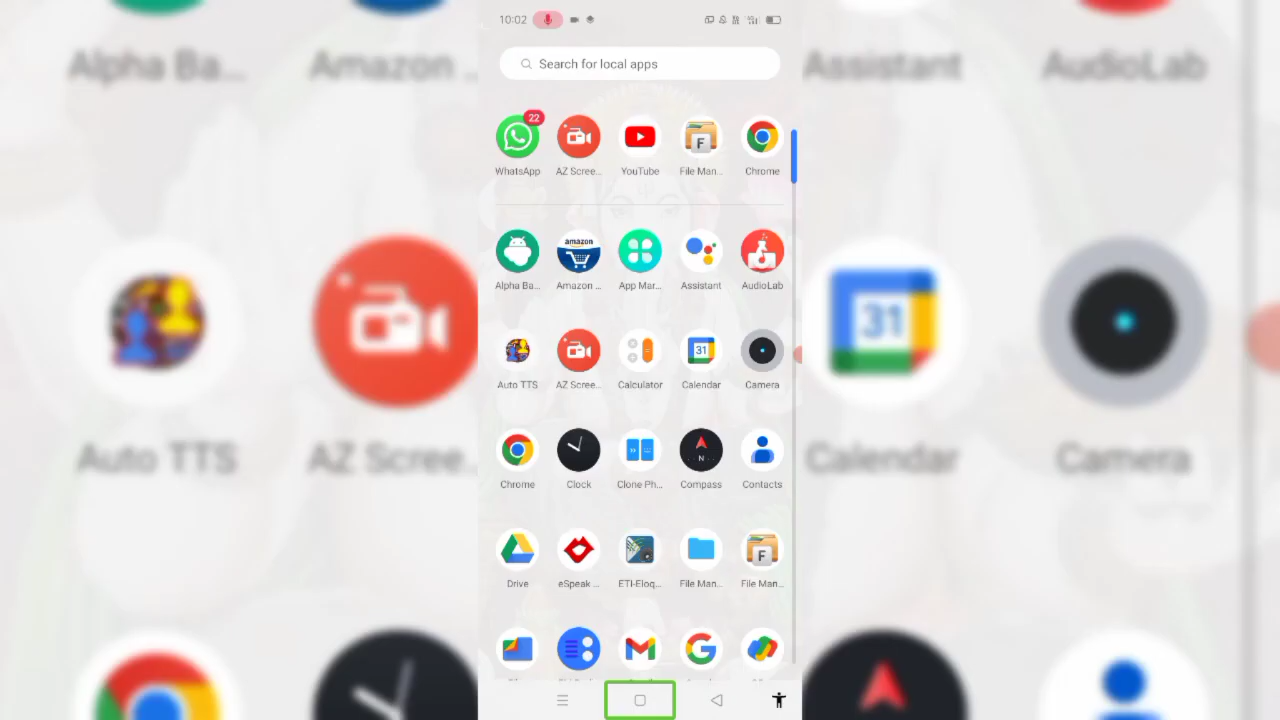 10:02
Search for local apps
22
WhatsApp AZ Scree... YouTube File Man... Chrome
amazon
Alpha Ba... Amazon ... App Mar... Assistant AudioLab
31
Auto TTS AZ Scree... Calculator Calendar Camera
N
Chrome Clock Clone Ph... Compass Contacts
Drive eSpeak ... ETI-Eloq... File Man... File Man...
Alpha Ba... Amazon ... Assistant AudioLab
31
Auto TTS AZ Scree... Calendar Camera